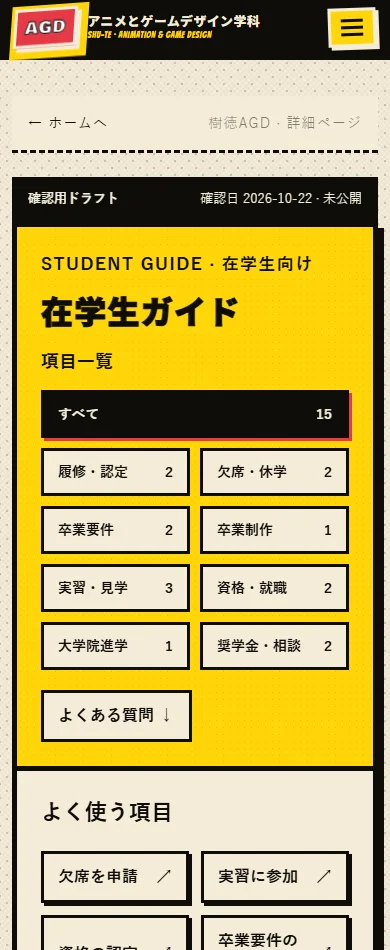 AGD
アニメとゲームデザイン学科
SHU-TE · ANIMATION & GAME DESIGN
← ホームへ
樹徳AGD · 詳細ページ
確認用ドラフト
確認日 2026-10-22 · 未公開
STUDENT GUIDE · 在学生向け
在学生ガイド
項目一覧
すべて 15
履修・認定 2
欠席・休学 2
卒業要件 2
卒業制作 1
実習・見学 3
資格・就職 2
大学院進学 1
奨学金・相談 2
よくある質問 ↓
よく使う項目
欠席を申請 ↗
実習に参加 ↗
卒業要件の